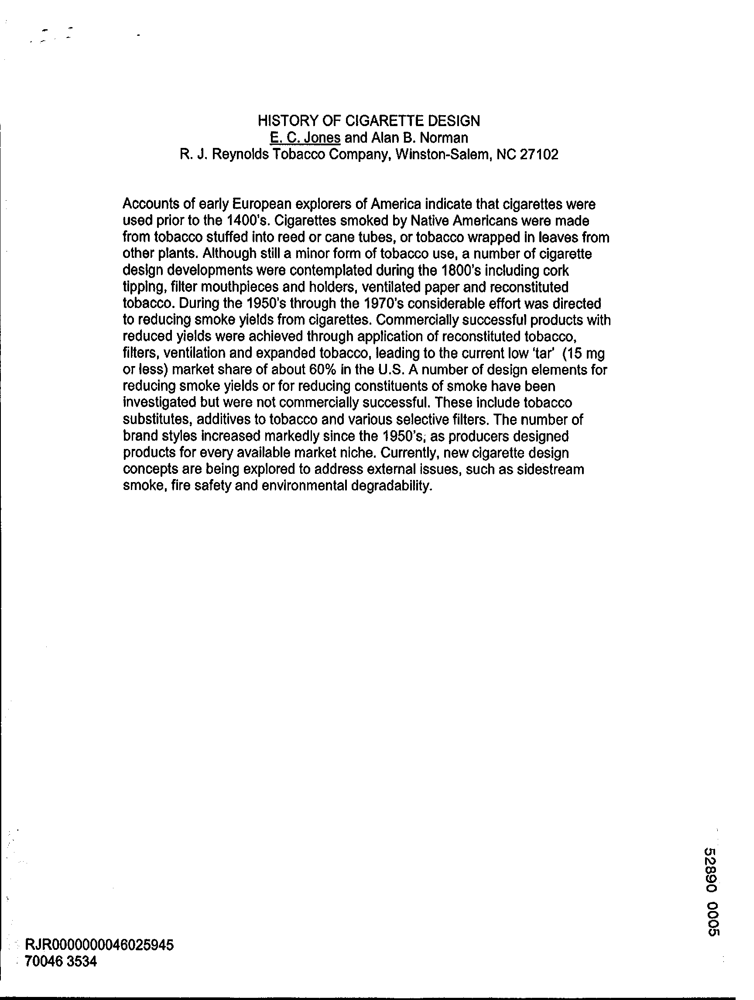 HISTORY OF CIGARETTE DESIGN
E. C. Jones and Alan B. Norman
R. J. Reynolds Tobacco Company, Winston-Salem, NC 27102
Accounts of early European explorers of America indicate that cigarettes were
used prior to the 1400's. Cigarettes smoked by Native Americans were made
from tobacco stuffed into reed or cane tubes, or tobacco wrapped in leaves from
other plants. Although still a minor form of tobacco use, a number of cigarette
design developments were contemplated during the 1800's including cork
tipping, filter mouthpieces and holders, ventilated paper and reconstituted
tobacco. During the 1950's through the 1970's considerable effort was directed
to reducing smoke yields from cigarettes. Commercially successful products with
reduced yields were achieved through application of reconstituted tobacco,
filters, ventilation and expanded tobacco, leading to the current low 'tar' (15 mg
or less) market share of about 60% in the U.S. A number of design elements for
reducing smoke yields or for reducing constituents of smoke have been
investigated but were not commercially successful. These include tobacco
substitutes, additives to tobacco and various selective filters. The number of
brand styles increased markedly since the 1950's, as producers designed
products for every available market niche. Currently, new cigarette design
concepts are being explored to address external issues, such as sidestream
smoke, fire safety and environmental degradability.
52890 0005
RJR0000000046025945
70046 3534